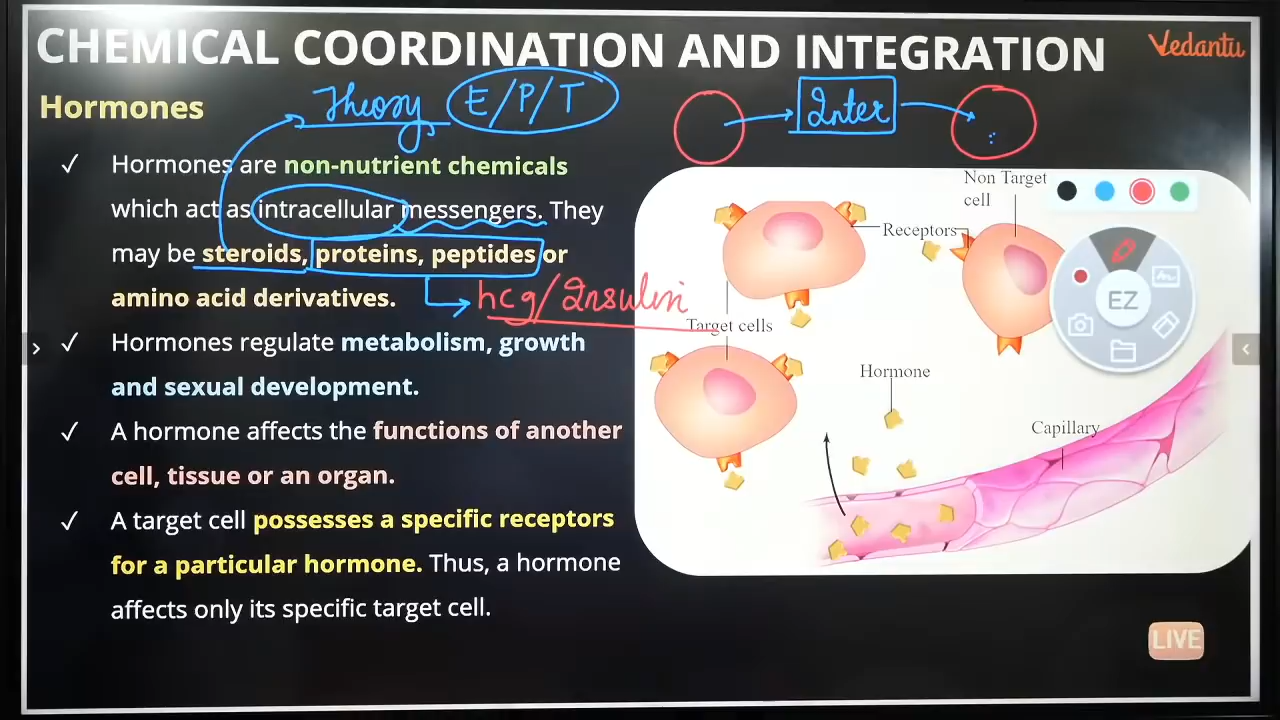 CHEMICAL COORDINATION AND INTEGRATION
Vedantu
Hormones
Theory E/P/T
Inter
✓ Hormones are non-nutrient chemicals
which act as intracellular messengers. They
may be steroids, proteins, peptides or
amino acid derivatives.
hcg/Insulin
✓ Hormones regulate metabolism, growth
and sexual development.
✓ A hormone affects the functions of another
cell, tissue or an organ.
✓ A target cell possesses a specific receptors
for a particular hormone. Thus, a hormone
affects only its specific target cell.
Non Target
cell
Receptors
Target cells
Hormone
Capillary
EZ
LIVE